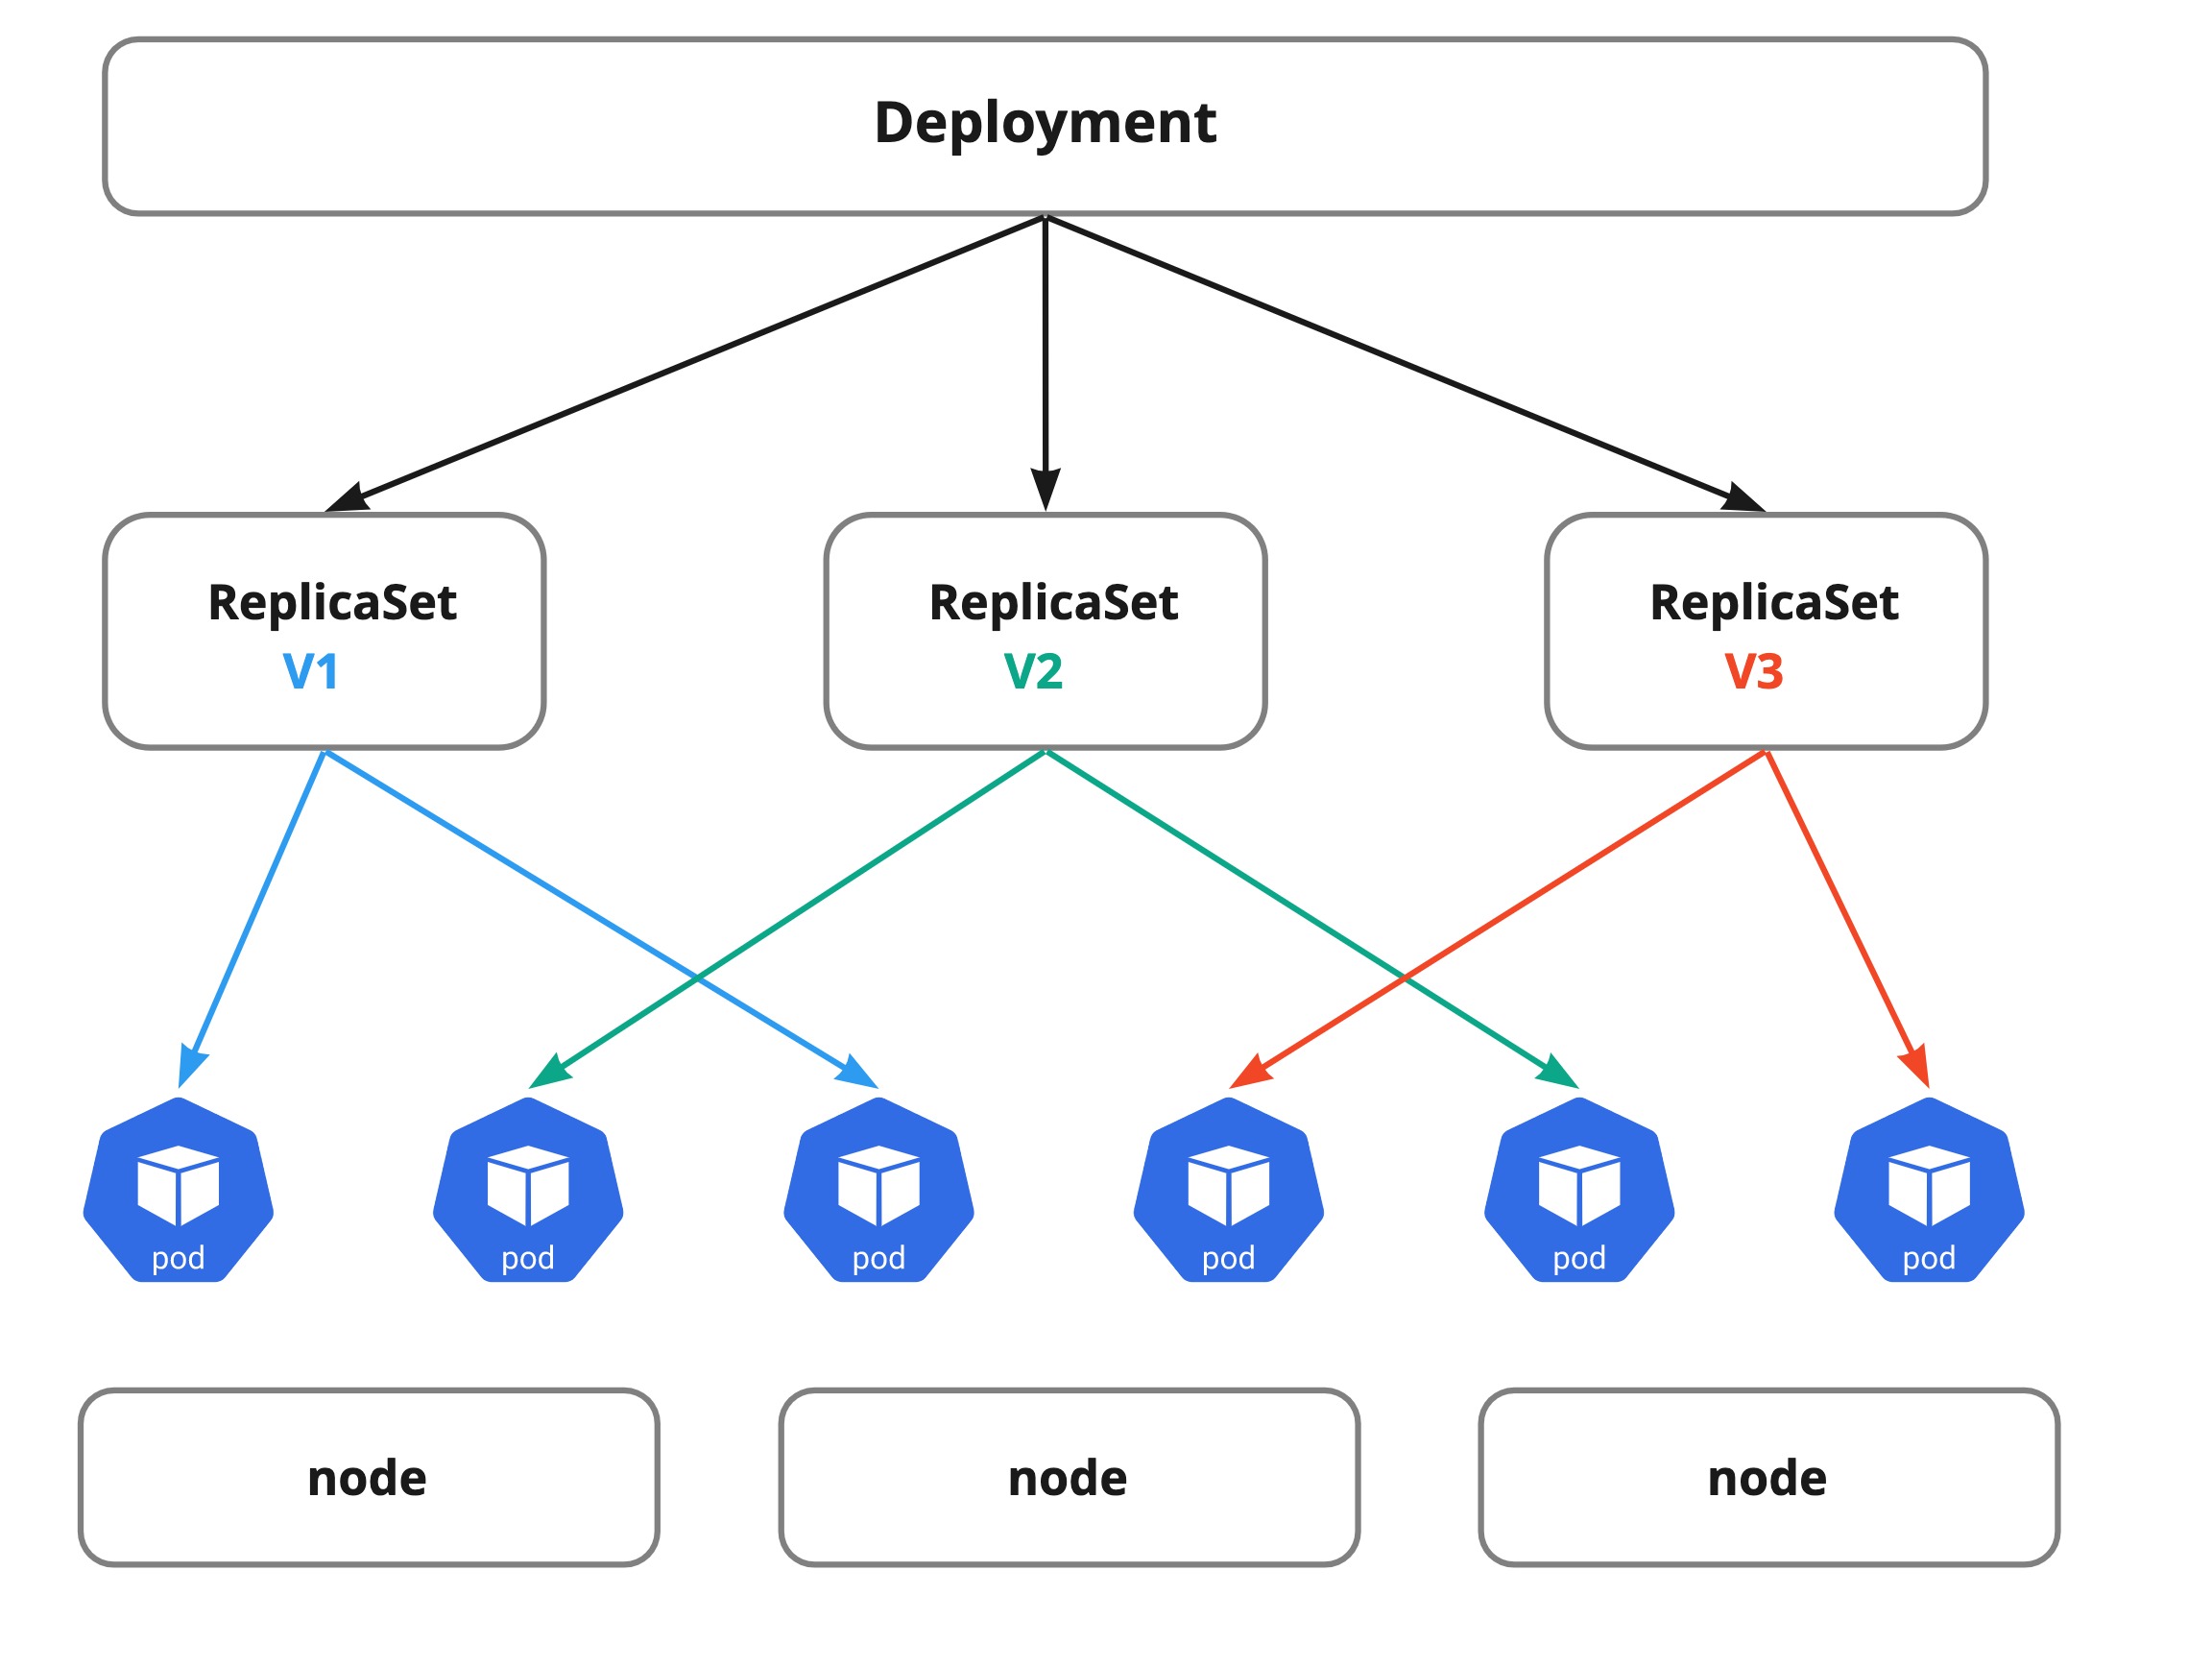 Deployment
ReplicaSet
V1
ReplicaSet
V2
ReplicaSet
V3
pod
pod
pod
pod
pod
pod
node
node
node